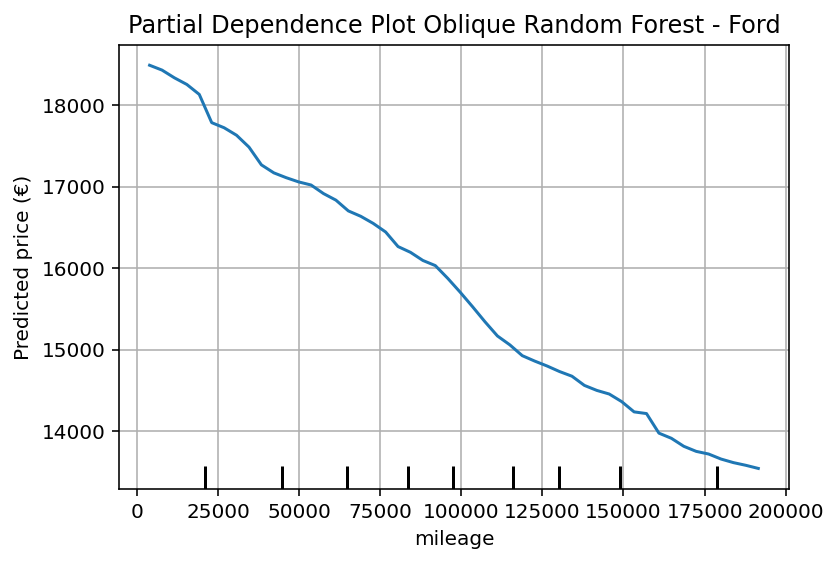 Partial Dependence Plot Oblique Random Forest - Ford
Predicted price (€)
18000
17000
16000
15000
14000
0 25000 50000 75000 100000 125000 150000 175000 200000
mileage